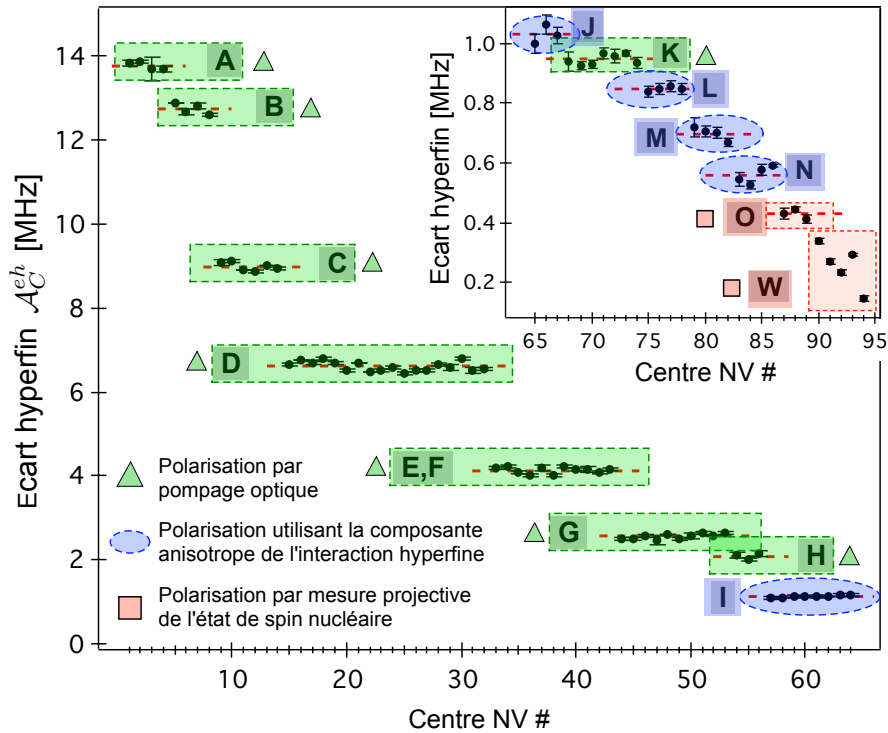 Ecart hyperfin 𝒜_C^{eh} [MHz]
14
12
10
8
6
4
2
0
10
20
30
40
50
60
Centre NV #
A
B
C
D
E,F
G
H
I
Polarisation par
pompage optique
Polarisation utilisant la composante
anisotrope de l'interaction hyperfine
Polarisation par mesure projective
de l'état de spin nucléaire
Ecart hyperfin [MHz]
1.0
0.8
0.6
0.4
0.2
65
70
75
80
85
90
95
Centre NV #
J
K
L
M
N
O
W